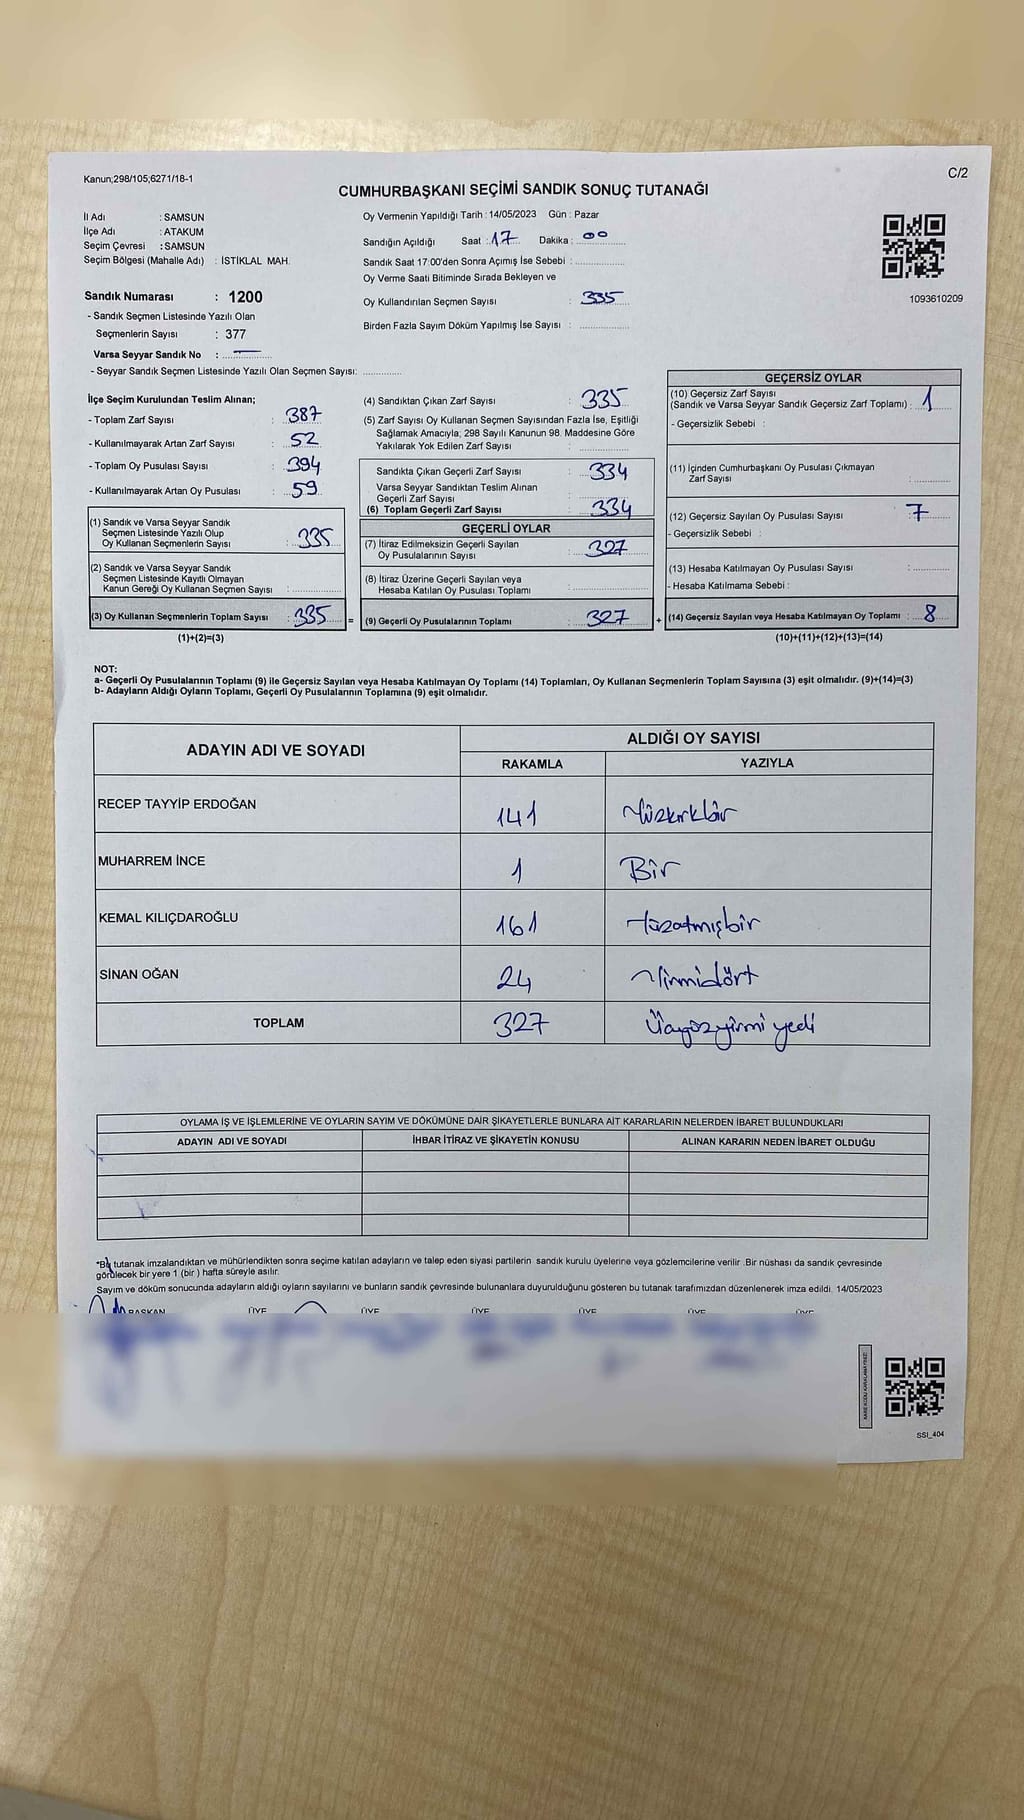 Kanun;298/105;6271/18-1
C/2
CUMHURBAŞKANI SEÇİMİ SANDIK SONUÇ TUTANAĞI
İl Adı : SAMSUN
İlçe Adı : ATAKUM
Seçim Çevresi : SAMSUN
Seçim Bölgesi (Mahalle Adı) : İSTİKLAL MAH.
Sandık Numarası : 1200
- Sandık Seçmen Listesinde Yazılı Olan
Seçmenlerin Sayısı : 377
Varsa Seyyar Sandık No : —
- Seyyar Sandık Seçmen Listesinde Yazılı Olan Seçmen Sayısı: ..............
Oy Vermenin Yapıldığı Tarih : 14/05/2023 Gün : Pazar
Sandığın Açıldığı Saat : 17 Dakika : 00
Sandık Saat 17:00'den Sonra Açımış İse Sebebi : ..............
Oy Verme Saati Bitiminde Sırada Bekleyen ve
Oy Kullandırılan Seçmen Sayısı : 335
Birden Fazla Sayım Döküm Yapılmış İse Sayısı : ..............
1093610209
İlçe Seçim Kurulundan Teslim Alınan;
- Toplam Zarf Sayısı : 387
- Kullanılmayarak Artan Zarf Sayısı : 52
- Toplam Oy Pusulası Sayısı : 394
- Kullanılmayarak Artan Oy Pusulası : 59
(1) Sandık ve Varsa Seyyar Sandık
Seçmen Listesinde Yazılı Olup
Oy Kullanan Seçmenlerin Sayısı : 335
(2) Sandık ve Varsa Seyyar Sandık
Seçmen Listesinde Kayıtlı Olmayan
Kanun Gereği Oy Kullanan Seçmen Sayısı : ..............
(3) Oy Kullanan Seçmenlerin Toplam Sayısı : 335 =
(1)+(2)=(3)
(4) Sandıktan Çıkan Zarf Sayısı : 335
(5) Zarf Sayısı Oy Kullanan Seçmen Sayısından Fazla İse, Eşitliği
Sağlamak Amacıyla; 298 Sayılı Kanunun 98. Maddesine Göre
Yakılarak Yok Edilen Zarf Sayısı : ..............
Sandıkta Çıkan Geçerli Zarf Sayısı : 334
Varsa Seyyar Sandıktan Teslim Alınan
Geçerli Zarf Sayısı : ..............
(6) Toplam Geçerli Zarf Sayısı : 334
GEÇERLİ OYLAR
(7) İtiraz Edilmeksizin Geçerli Sayılan
Oy Pusulalarının Sayısı : 327
(8) İtiraz Üzerine Geçerli Sayılan veya
Hesaba Katılan Oy Pusulası Toplamı : ..............
(9) Geçerli Oy Pusulalarının Toplamı : 327 +
GEÇERSİZ OYLAR
(10) Geçersiz Zarf Sayısı
(Sandık ve Varsa Seyyar Sandık Geçersiz Zarf Toplamı) : 1
- Geçersizlik Sebebi :
(11) İçinden Cumhurbaşkanı Oy Pusulası Çıkmayan
Zarf Sayısı : ..............
(12) Geçersiz Sayılan Oy Pusulası Sayısı : 7
- Geçersizlik Sebebi :
(13) Hesaba Katılmayan Oy Pusulası Sayısı : ..............
- Hesaba Katılmama Sebebi :
(14) Geçersiz Sayılan veya Hesaba Katılmayan Oy Toplamı : 8
(10)+(11)+(12)+(13)=(14)
NOT:
a- Geçerli Oy Pusulalarının Toplamı (9) ile Geçersiz Sayılan veya Hesaba Katılmayan Oy Toplamı (14) Toplamları, Oy Kullanan Seçmenlerin Toplam Sayısına (3) eşit olmalıdır. (9)+(14)=(3)
b- Adayların Aldığı Oyların Toplamı, Geçerli Oy Pusulalarının Toplamına (9) eşit olmalıdır.
ADAYIN ADI VE SOYADI
ALDIĞI OY SAYISI
RAKAMLA YAZIYLA
RECEP TAYYİP ERDOĞAN 141 Yüzkırkbir
MUHARREM İNCE 1 Bir
KEMAL KILIÇDAROĞLU 161 Yüzatmışbir
SİNAN OĞAN 24 Yirmidört
TOPLAM 327 Üçyüzyirmi yedi
OYLAMA İŞ VE İŞLEMLERİNE VE OYLARIN SAYIM VE DÖKÜMÜNE DAİR ŞİKAYETLERLE BUNLARA AİT KARARLARIN NELERDEN İBARET BULUNDUKLARI
ADAYIN ADI VE SOYADI İHBAR İTİRAZ VE ŞİKAYETİN KONUSU ALINAN KARARIN NEDEN İBARET OLDUĞU
*Bu tutanak imzalandıktan ve mühürlendikten sonra seçime katılan adayların ve talep eden siyasi partilerin sandık kurulu üyelerine veya gözlemcilerine verilir .Bir nüshası da sandık çevresinde
görülecek bir yere 1 (bir ) hafta süreyle asılır.
Sayım ve döküm sonucunda adayların aldığı oyların sayılarını ve bunların sandık çevresinde bulunanlara duyurulduğunu gösteren bu tutanak tarafımızdan düzenlenerek imza edildi. 14/05/2023
BAŞKAN ÜYE ÜYE ÜYE ÜYE ÜYE ÜYE
SSI_404